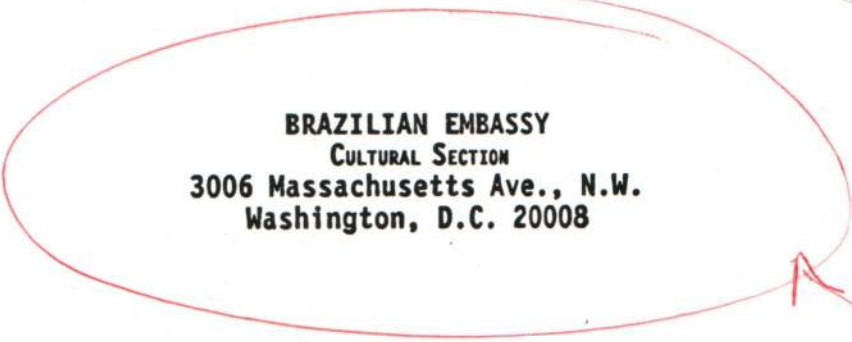 BRAZILIAN EMBASSY
CULTURAL SECTION
3006 Massachusetts Ave., N.W.
Washington, D.C. 20008